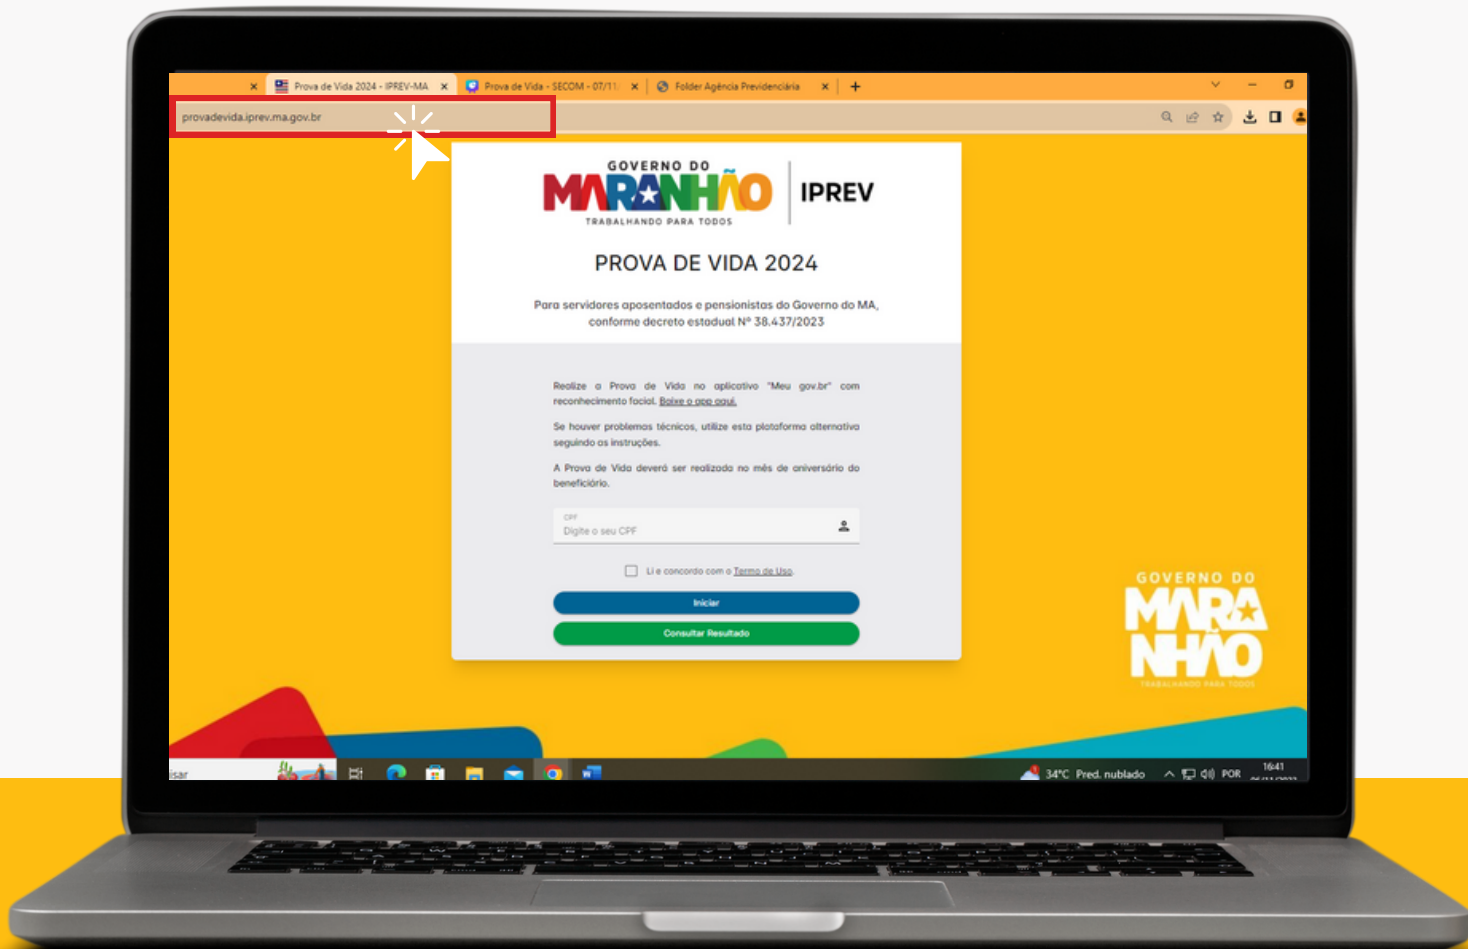 Prova de Vida 2024 - IPREV-MA
Prova de Vida - SECOM - 07/11
Folder Agência Previdenciária
provadevida.iprev.ma.gov.br
GOVERNO DO
MARANHÃO
TRABALHANDO PARA TODOS
IPREV
PROVA DE VIDA 2024
Para servidores aposentados e pensionistas do Governo do MA,
conforme decreto estadual Nº 38.437/2023
Realize a Prova de Vida no aplicativo "Meu gov.br" com
reconhecimento facial. Baixe o app aqui.
Se houver problemas técnicos, utilize esta plataforma alternativa
seguindo as instruções.
A Prova de Vida deverá ser realizada no mês de aniversário do
beneficiário.
CPF
Digite o seu CPF
Li e concordo com o Termo de Uso.
Iniciar
Consultar Resultado
GOVERNO DO
MARA
NHÃO
TRABALHANDO PARA TODOS
isar
34°C Pred. nublado
POR
16:41